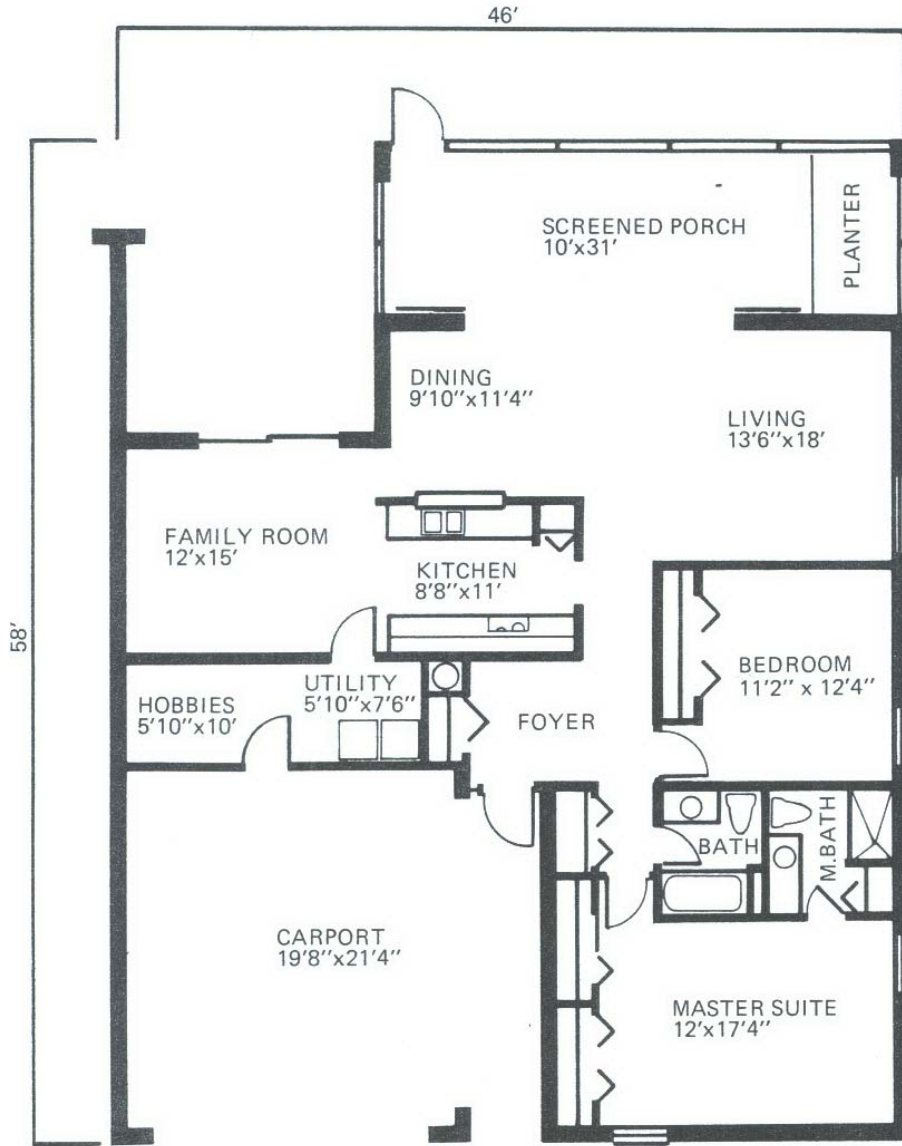 46'
58'
SCREENED PORCH
10'x31'
PLANTER
DINING
9'10"x11'4"
LIVING
13'6"x18'
FAMILY ROOM
12'x15'
KITCHEN
8'8"x11'
BEDROOM
11'2" x 12'4"
HOBBIES
5'10"x10'
UTILITY
5'10"x7'6"
FOYER
BATH
M.BATH
CARPORT
19'8"x21'4"
MASTER SUITE
12'x17'4"